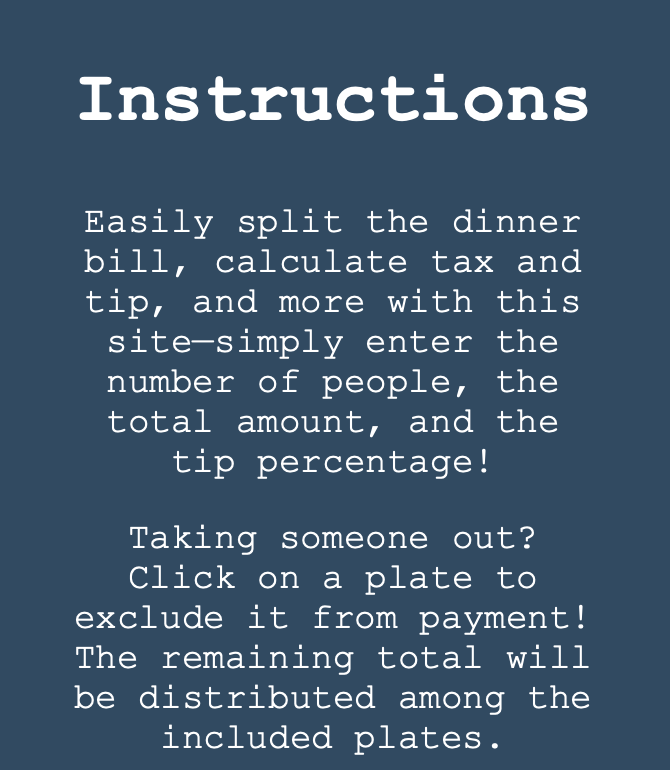 Instructions
Easily split the dinner
bill, calculate tax and
tip, and more with this
site—simply enter the
number of people, the
total amount, and the
tip percentage!
Taking someone out?
Click on a plate to
exclude it from payment!
The remaining total will
be distributed among the
included plates.